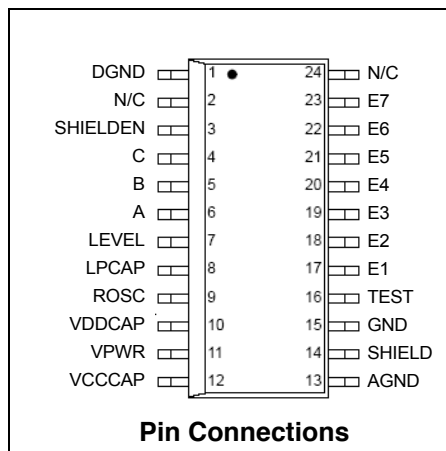 DGND 1 24 N/C
N/C 2 23 E7
SHIELDEN 3 22 E6
C 4 21 E5
B 5 20 E4
A 6 19 E3
LEVEL 7 18 E2
LPCAP 8 17 E1
ROSC 9 16 TEST
VDDCAP 10 15 GND
VPWR 11 14 SHIELD
VCCCAP 12 13 AGND
Pin Connections